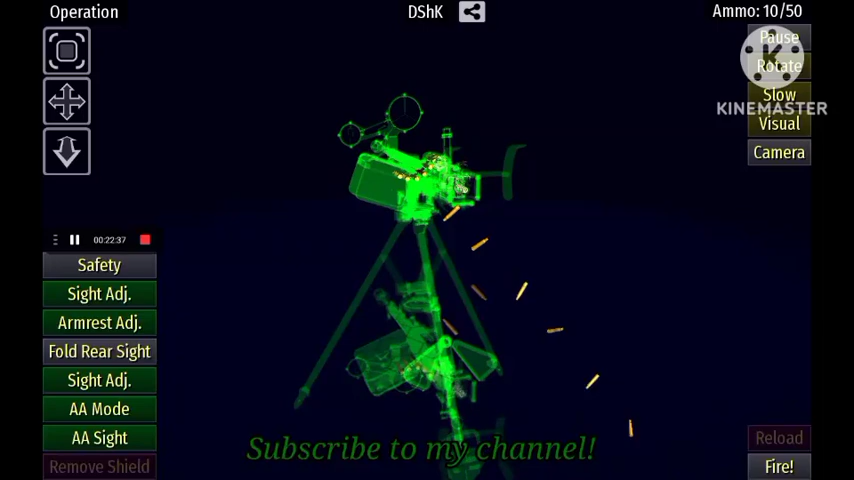 Operation
DShK
Ammo: 10/50
Pause
Rotate
Slow
Visual
Camera
K
KINEMASTER
00:22:37
Safety
Sight Adj.
Armrest Adj.
Fold Rear Sight
Sight Adj.
AA Mode
AA Sight
Remove Shield
Subscribe to my channel!
Reload
Fire!